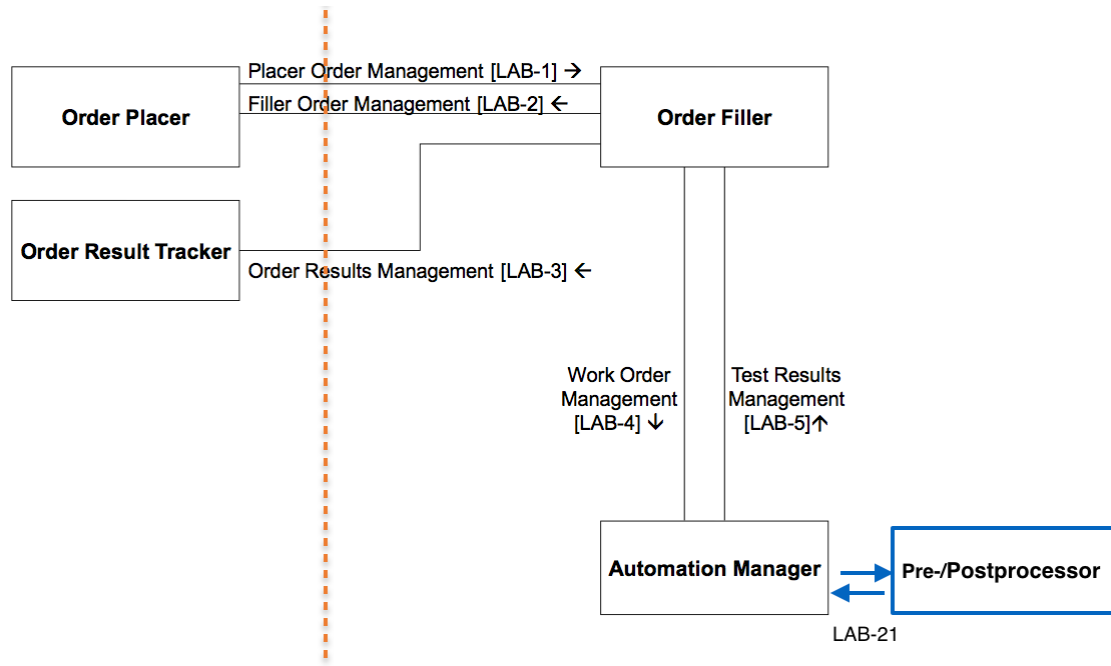 Placer Order Management [LAB-1] →
Order Placer
Filler Order Management [LAB-2] ←
Order Filler
Order Result Tracker
Order Results Management [LAB-3] ←
Work Order
Management
[LAB-4] ↓
Test Results
Management
[LAB-5]↑
Automation Manager
Pre-/Postprocessor
LAB-21